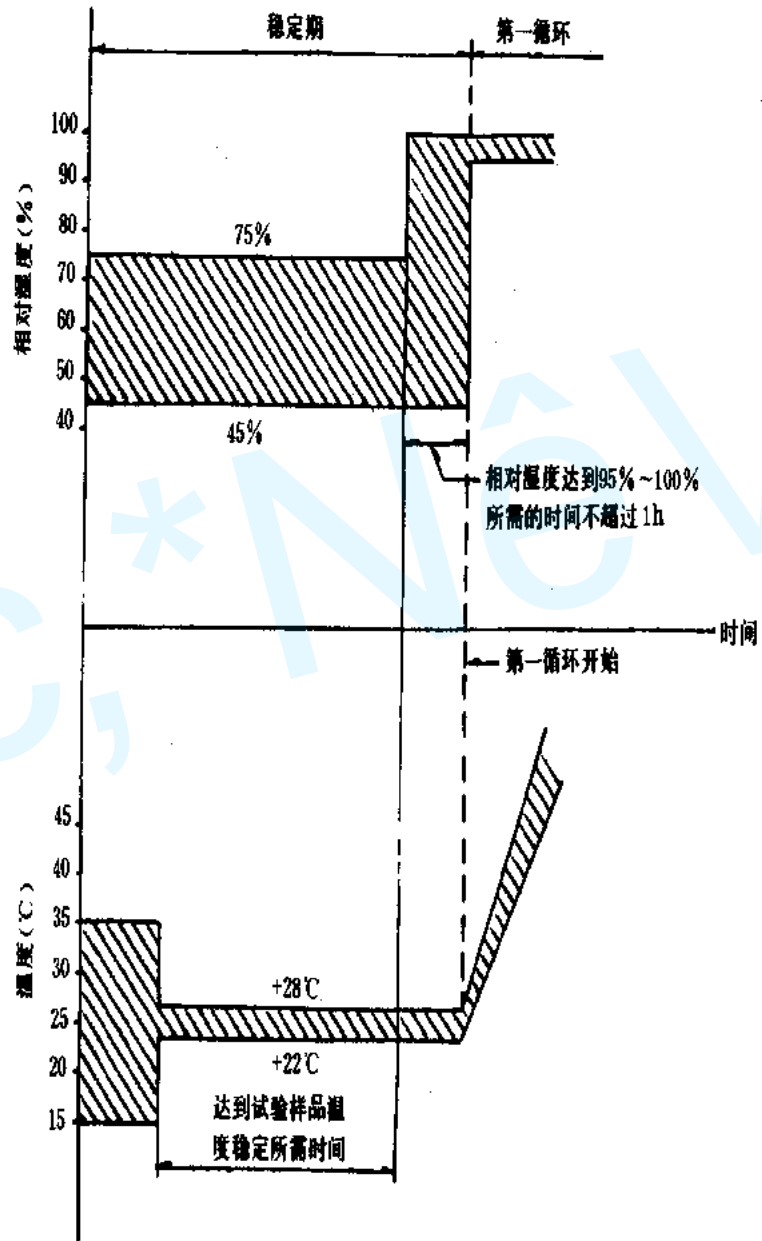 稳定期
第一循环
100
90
80
70
60
50
40
相对湿度(%)
75%
45%
相对湿度达到95%~100%
所需的时间不超过1h
时间
第一循环开始
45
40
35
30
25
20
15
温度(℃)
+28℃
+22℃
达到试验样品温
度稳定所需时间
c,*Nê\